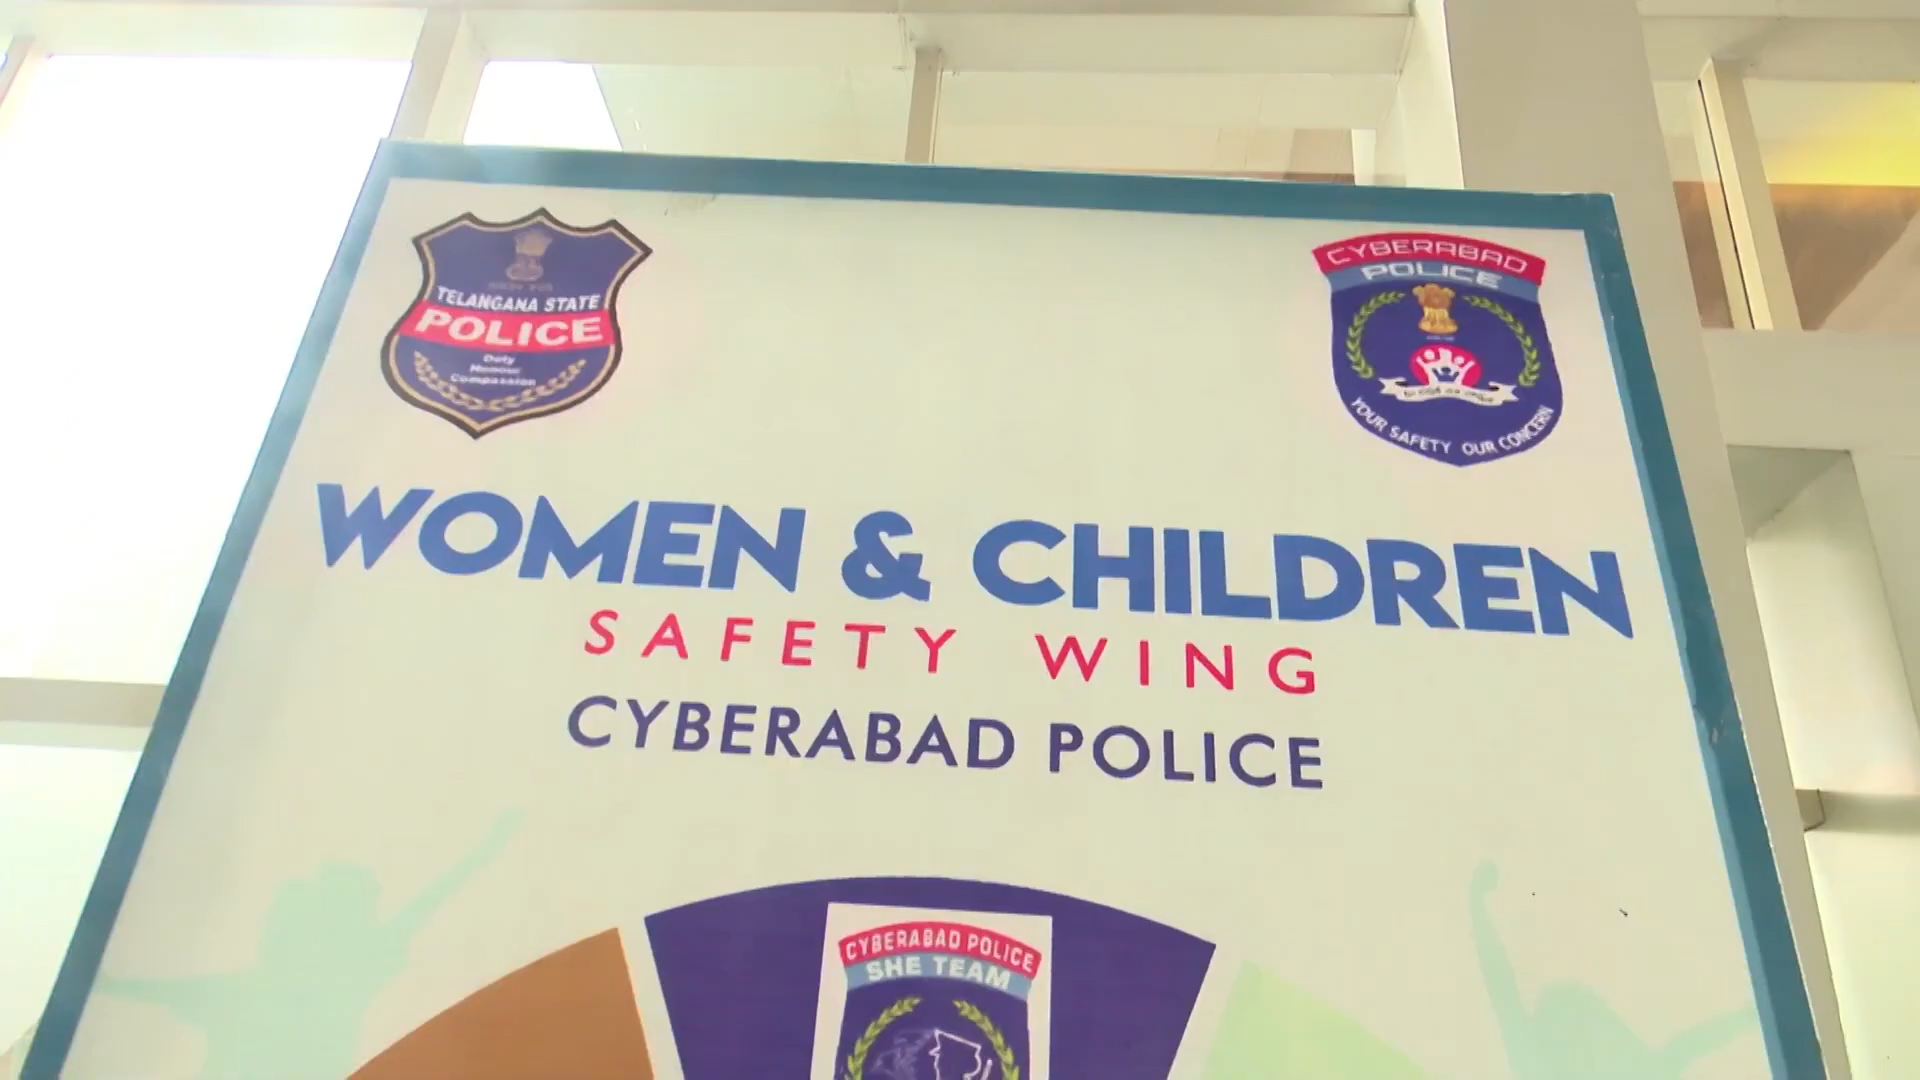 TELANGANA STATE
POLICE
Duty
Honour
Compassion
CYBERABAD
POLICE
YOUR SAFETY OUR CONCERN
WOMEN & CHILDREN
SAFETY WING
CYBERABAD POLICE
CYBERABAD POLICE
SHE TEAM